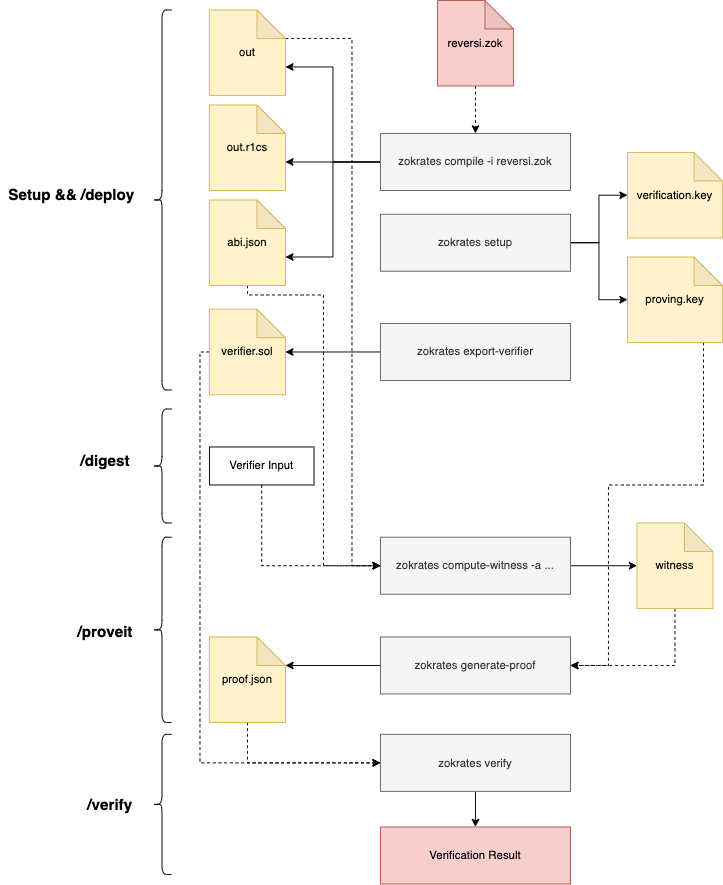 reversi.zok
out
out.r1cs
zokrates compile -i reversi.zok
Setup && /deploy
verification.key
abi.json
zokrates setup
proving.key
verifier.sol
zokrates export-verifier
/digest
Verifier Input
zokrates compute-witness -a ...
witness
/proveit
proof.json
zokrates generate-proof
zokrates verify
/verify
Verification Result